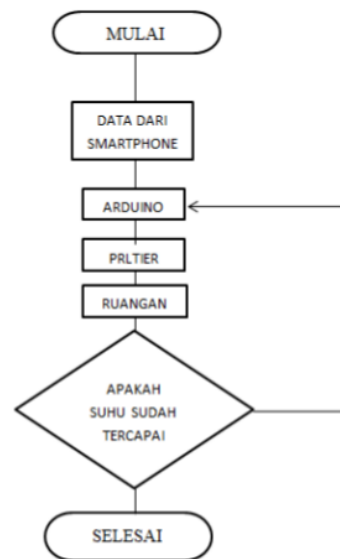 MULAI
DATA DARI
SMARTPHONE
ARDUINO
PRLTIER
RUANGAN
APAKAH
SUHU SUDAH
TERCAPAI
SELESAI